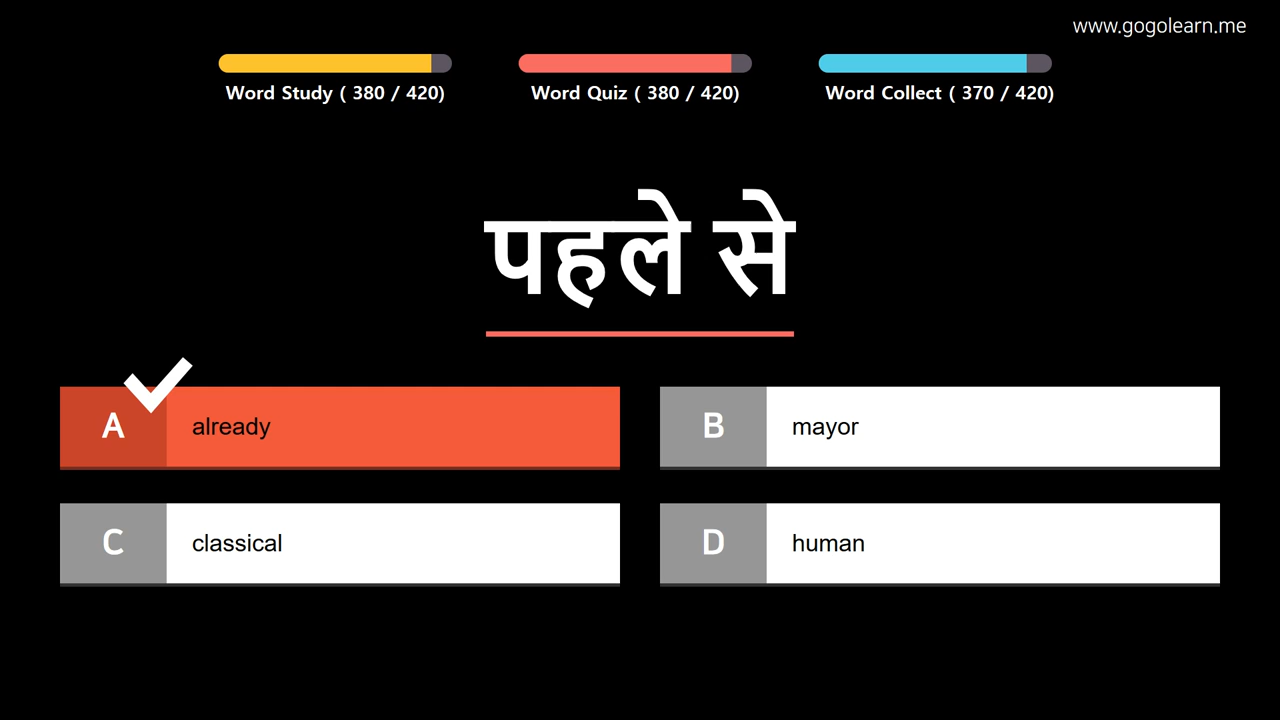 www.gogolearn.me
Word Study ( 380 / 420)
Word Quiz ( 380 / 420)
Word Collect ( 370 / 420)
पहले से
A already
B mayor
C classical
D human